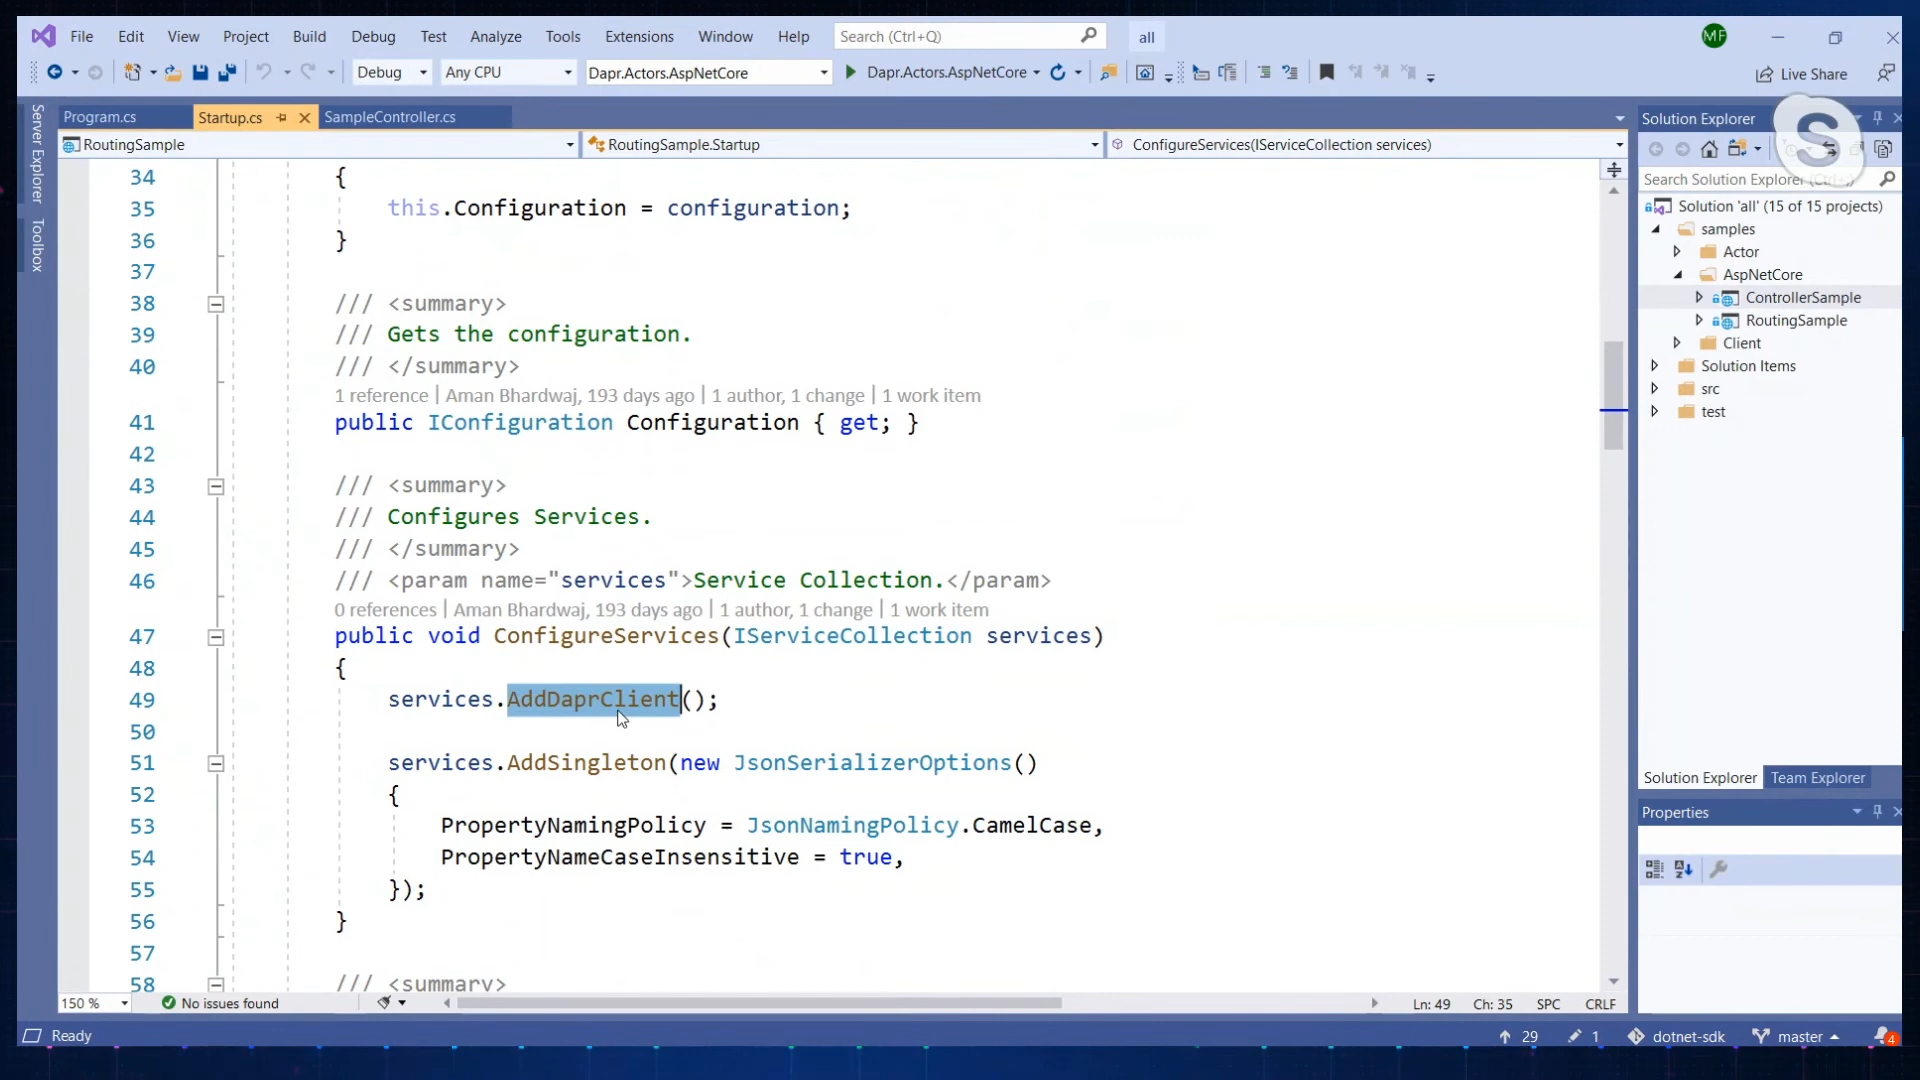 File Edit View Project Build Debug Test Analyze Tools Extensions Window Help Search (Ctrl+Q) all MF
Debug Any CPU Dapr.Actors.AspNetCore Dapr.Actors.AspNetCore Live Share
Server Explorer
Toolbox
Program.cs Startup.cs SampleController.cs
RoutingSample RoutingSample.Startup ConfigureServices(IServiceCollection services)
34 {
35 this.Configuration = configuration;
36 }
37
38 /// <summary>
39 /// Gets the configuration.
40 /// </summary>
1 reference | Aman Bhardwaj, 193 days ago | 1 author, 1 change | 1 work item
41 public IConfiguration Configuration { get; }
42
43 /// <summary>
44 /// Configures Services.
45 /// </summary>
46 /// <param name="services">Service Collection.</param>
0 references | Aman Bhardwaj, 193 days ago | 1 author, 1 change | 1 work item
47 public void ConfigureServices(IServiceCollection services)
48 {
49 services.AddDaprClient();
50
51 services.AddSingleton(new JsonSerializerOptions()
52 {
53 PropertyNamingPolicy = JsonNamingPolicy.CamelCase,
54 PropertyNameCaseInsensitive = true,
55 });
56 }
57
58 /// <summary>
150 % No issues found Ln: 49 Ch: 35 SPC CRLF
Solution Explorer
S
Search Solution Explorer (Ctrl+;)
Solution 'all' (15 of 15 projects)
samples
Actor
AspNetCore
ControllerSample
RoutingSample
Client
Solution Items
src
test
Solution Explorer Team Explorer
Properties
Ready 29 1 dotnet-sdk master 4